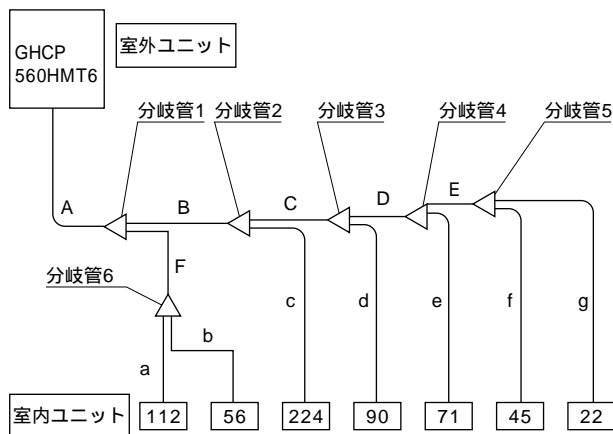 GHCP
560HMT6
室外ユニット
分岐管1
分岐管2
分岐管3
分岐管4
分岐管5
A
B
C
D
E
F
分岐管6
a
b
c
d
e
f
g
室内ユニット
112
56
224
90
71
45
22